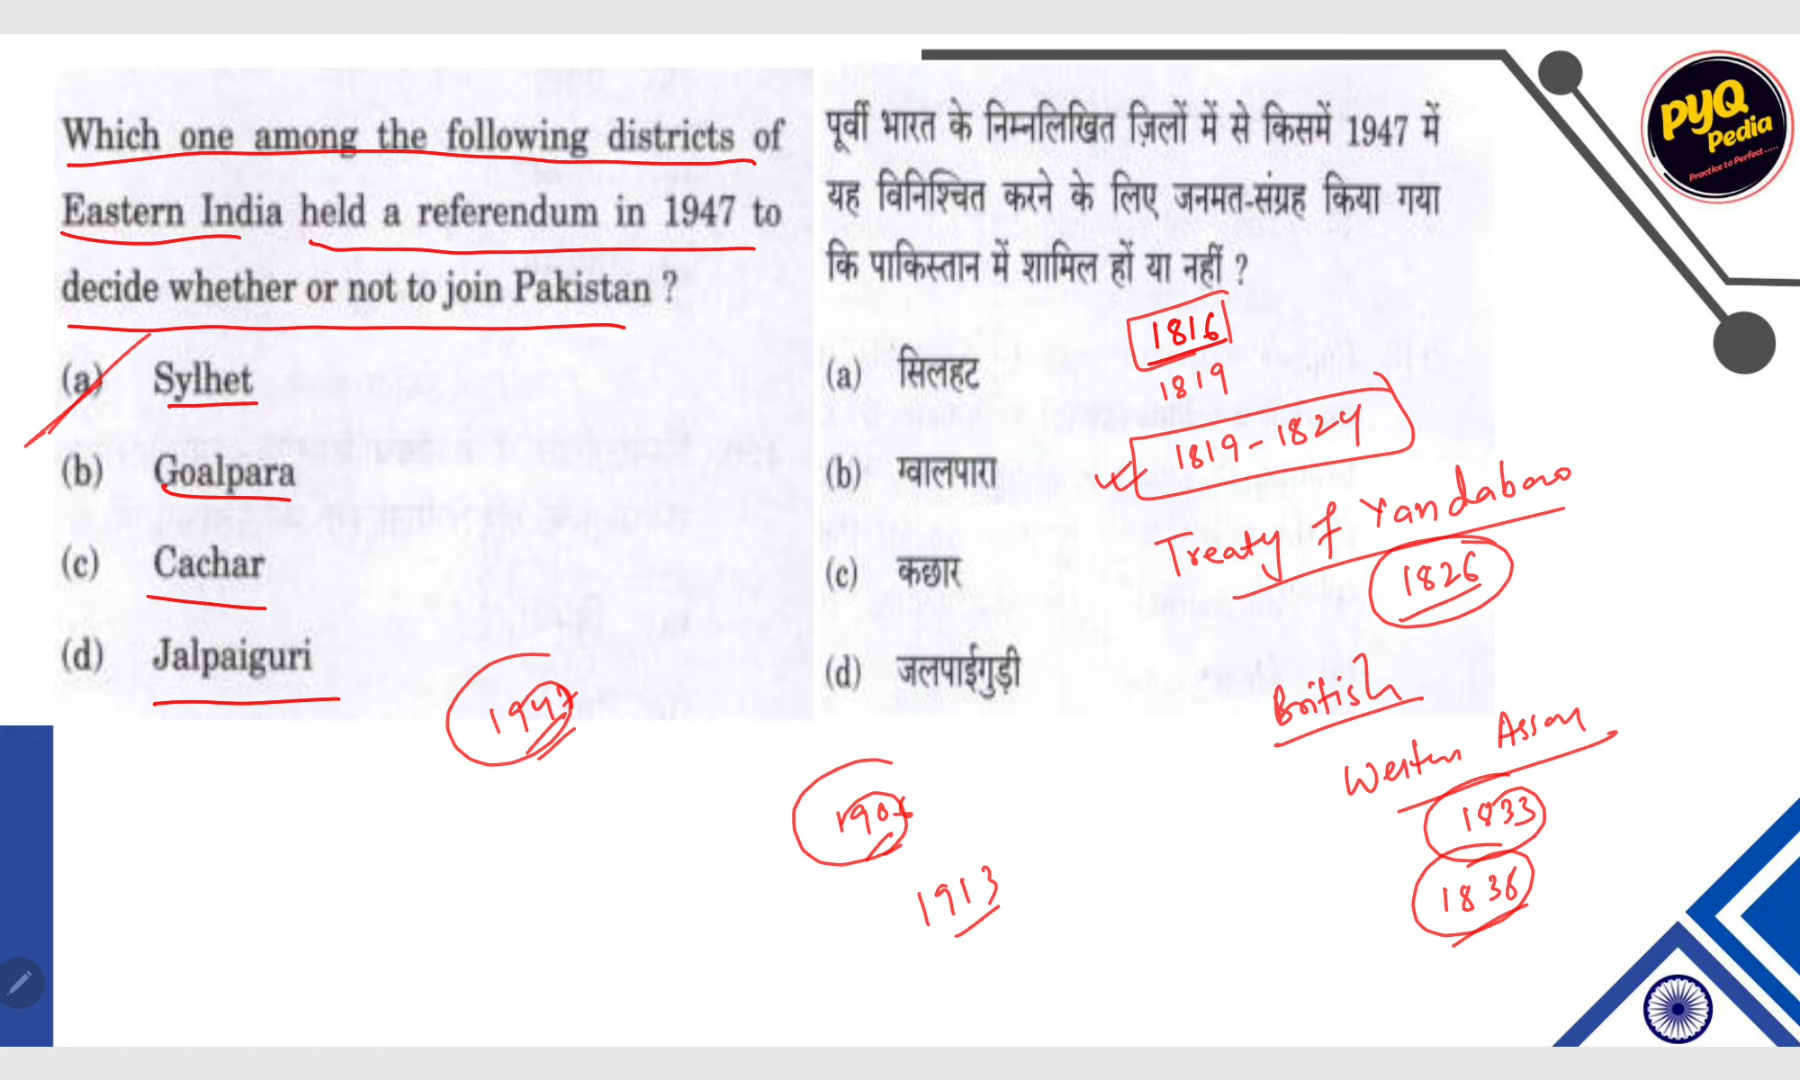 Which one among the following districts of
Eastern India held a referendum in 1947 to
decide whether or not to join Pakistan ?
(a) Sylhet
(b) Goalpara
(c) Cachar
(d) Jalpaiguri
पूर्वी भारत के निम्नलिखित ज़िलों में से किसमें 1947 में
यह विनिश्चित करने के लिए जनमत-संग्रह किया गया
कि पाकिस्तान में शामिल हों या नहीं ?
(a) सिलहट
(b) ग्वालपारा
(c) कछार
(d) जलपाईगुड़ी
1816
1819
1819-1824
Treaty of Yandaboo
1826
British
Western Assam
1833
1836
1913
PYQ
Pedia
Practice to Perfect.....